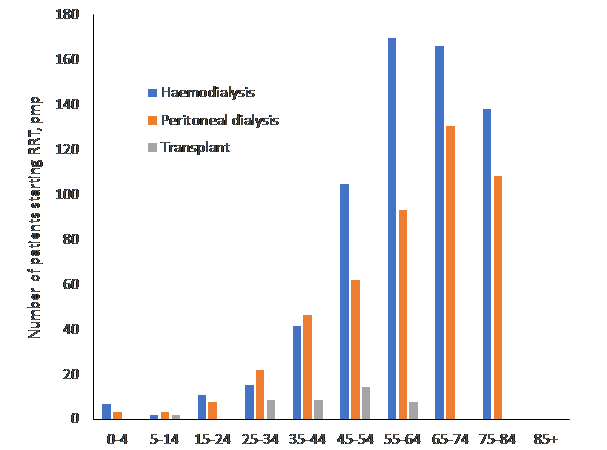 180
160
140
120
100
80
60
40
20
0
Number of patients starting RRT, pmp
Haemodialysis
Peritoneal dialysis
Transplant
0-4 5-14 15-24 25-34 35-44 45-54 55-64 65-74 75-84 85+